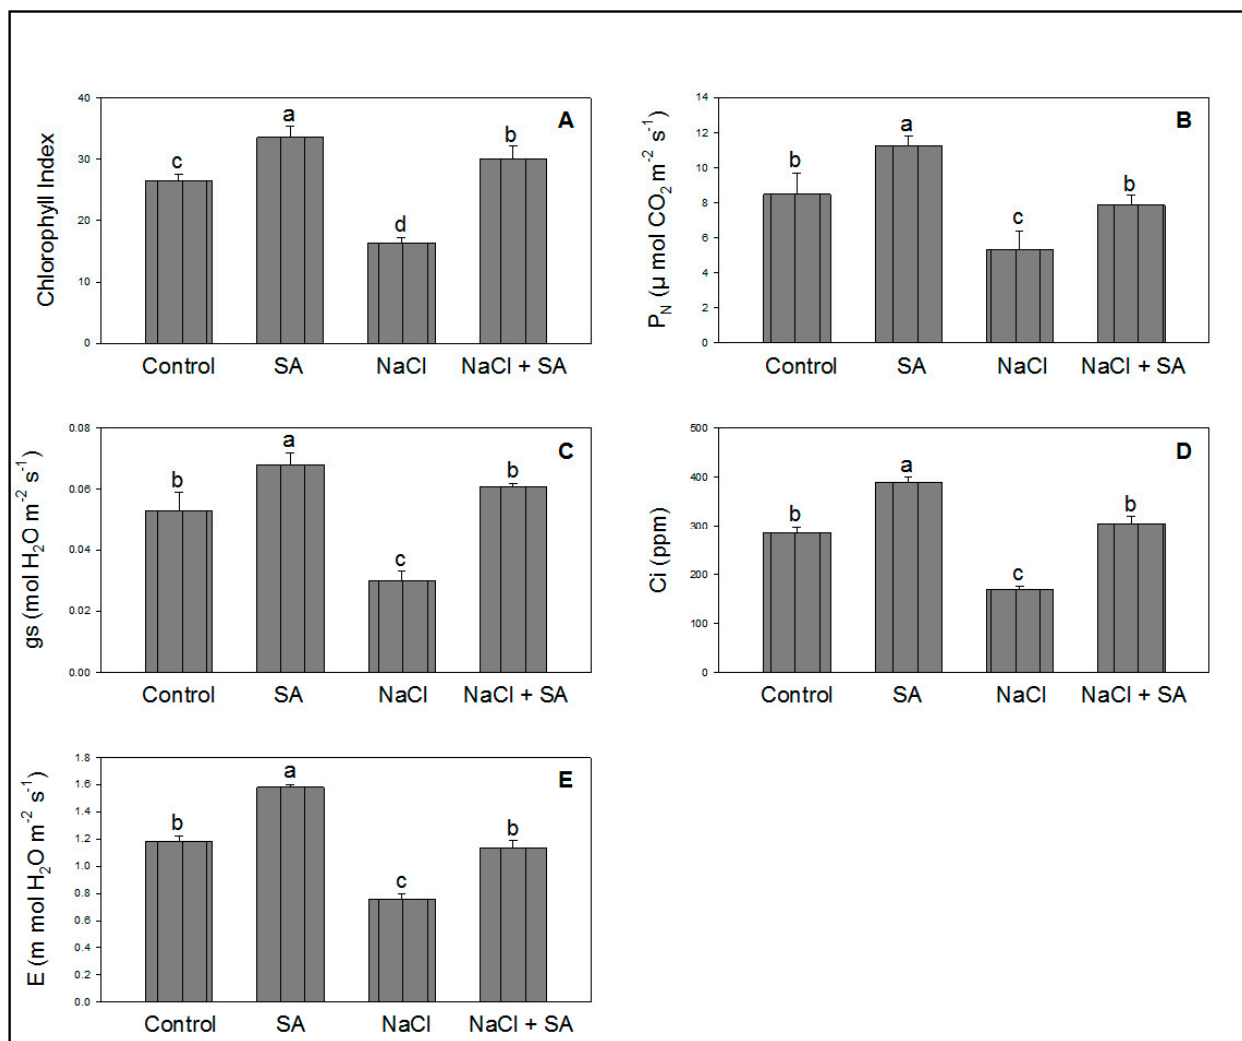 A
Chlorophyll Index
40
30
20
10
0
c
a
d
b
Control SA NaCl NaCl + SA
B
P_N (µ mol CO₂ m⁻² s⁻¹)
14
12
10
8
6
4
2
0
b
a
c
b
Control SA NaCl NaCl + SA
C
gs (mol H₂O m⁻² s⁻¹)
0.08
0.06
0.04
0.02
0.00
b
a
c
b
Control SA NaCl NaCl + SA
D
Ci (ppm)
500
400
300
200
100
0
b
a
c
b
Control SA NaCl NaCl + SA
E
E (m mol H₂O m⁻² s⁻¹)
1.8
1.6
1.4
1.2
1.0
0.8
0.6
0.4
0.2
0.0
b
a
c
b
Control SA NaCl NaCl + SA